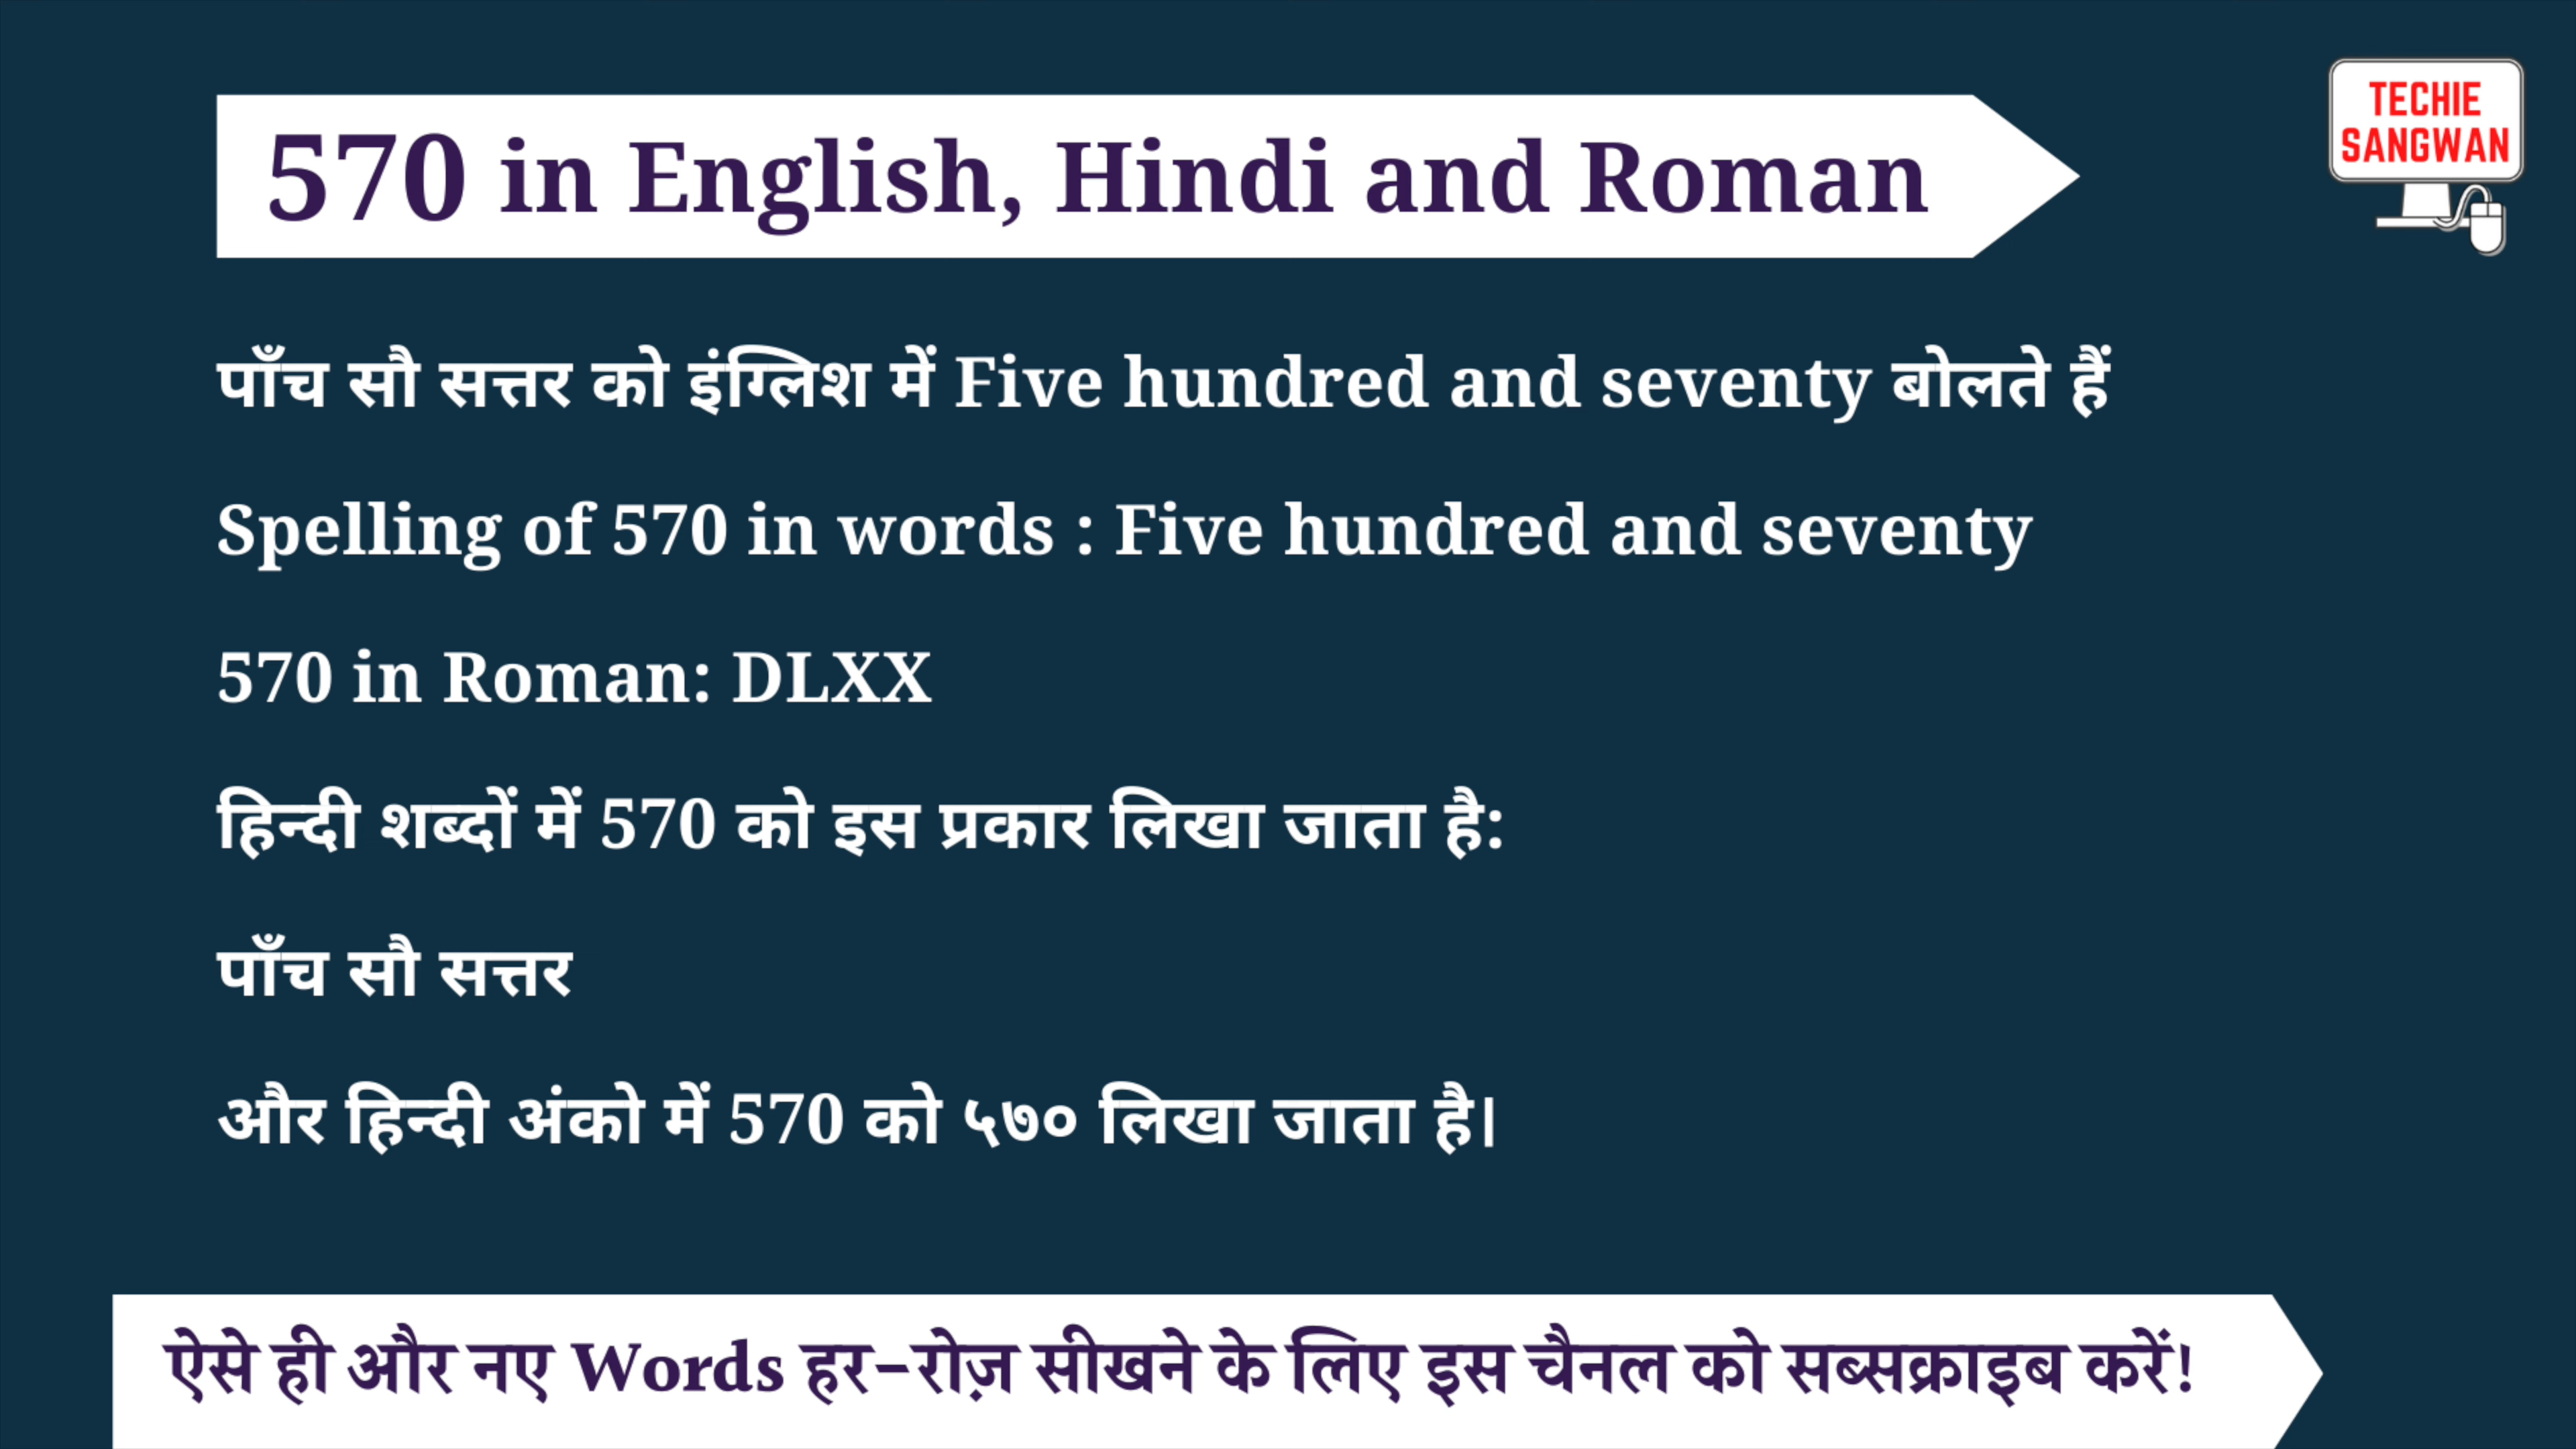 570 in English, Hindi and Roman
TECHIE
SANGWAN
पाँच सौ सत्तर को इंग्लिश में Five hundred and seventy बोलते हैं
Spelling of 570 in words : Five hundred and seventy
570 in Roman: DLXX
हिन्दी शब्दों में 570 को इस प्रकार लिखा जाता है:
पाँच सौ सत्तर
और हिन्दी अंको में 570 को ५७० लिखा जाता है।
ऐसे ही और नए Words हर-रोज़ सीखने के लिए इस चैनल को सब्सक्राइब करें!